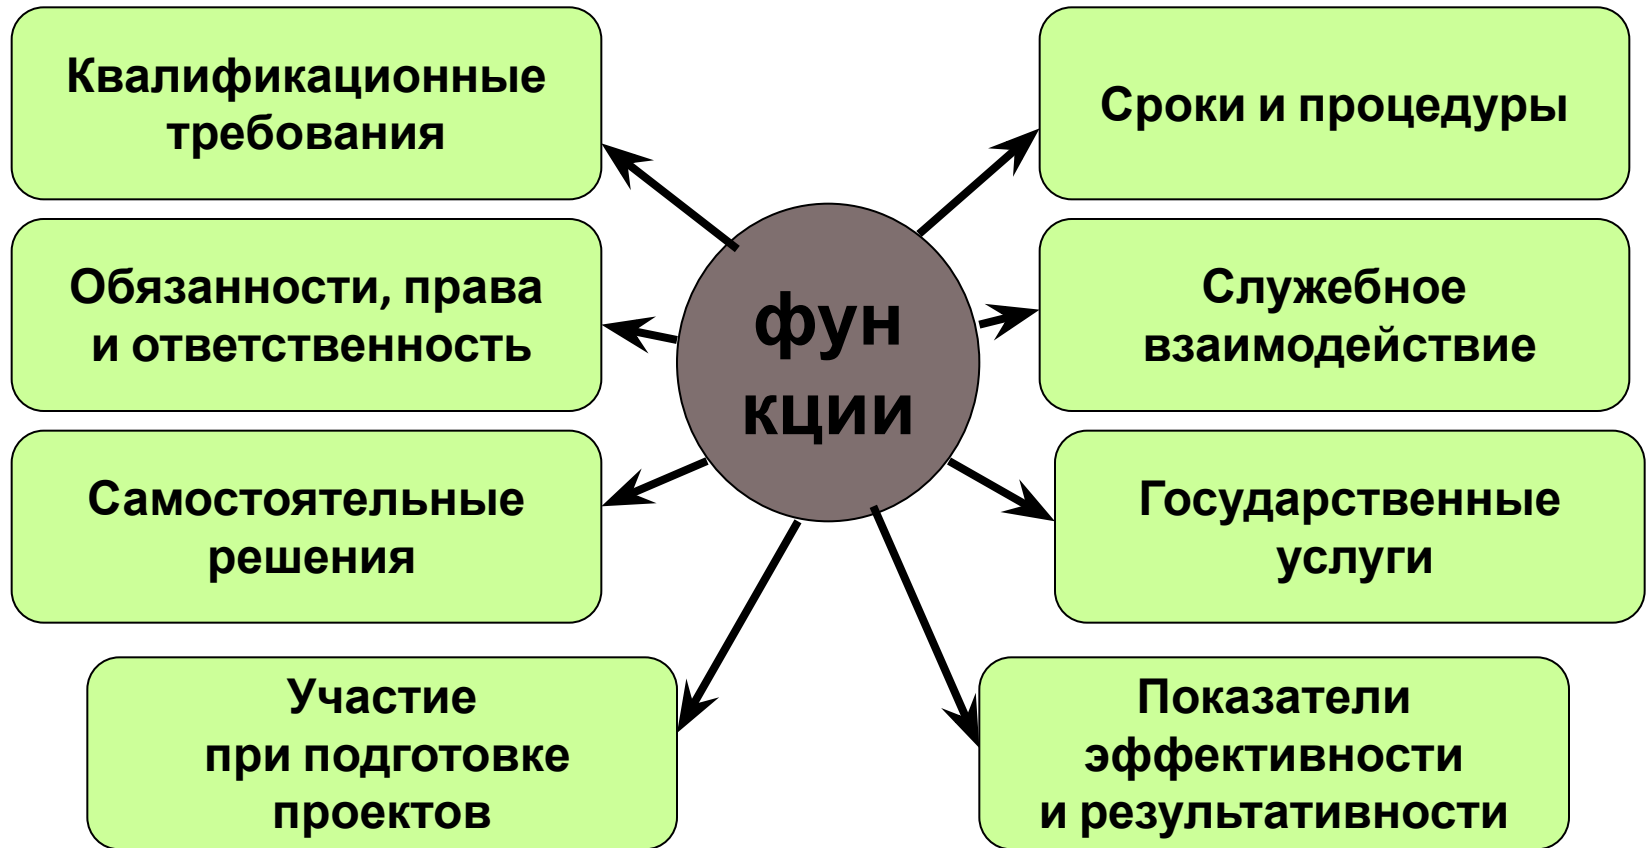 Квалификационные
требования
Обязанности, права
и ответственность
Самостоятельные
решения
Участие
при подготовке
проектов
фун
кции
Сроки и процедуры
Служебное
взаимодействие
Государственные
услуги
Показатели
эффективности
и результативности